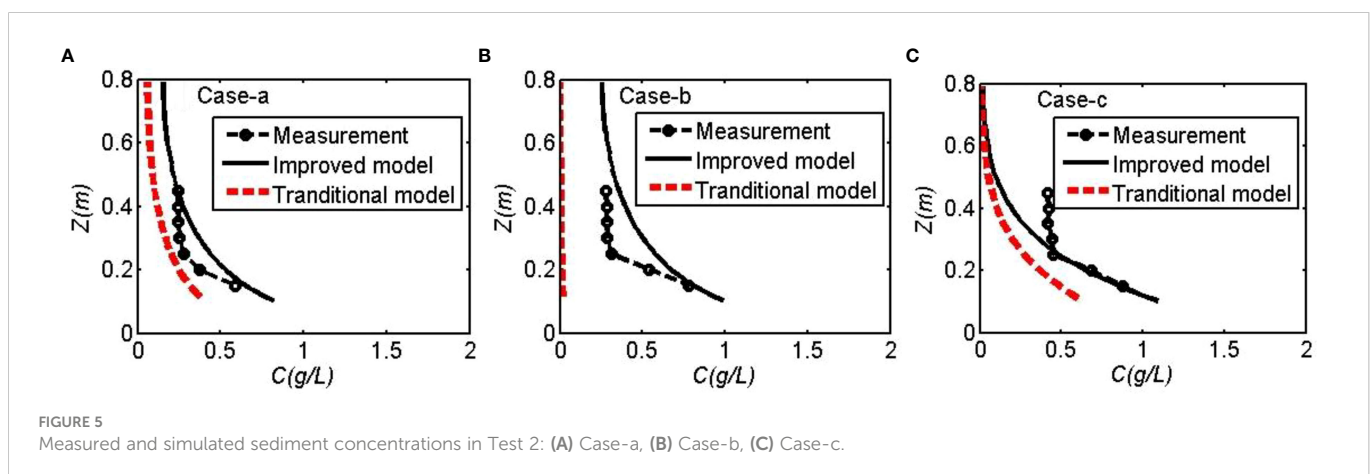 A
0.8
0.6
0.4
0.2
0
Z(m)
Case-a
Measurement
Improved model
Tranditional model
0 0.5 1 1.5 2
C(g/L)
B
0.8
0.6
0.4
0.2
0
Z(m)
Case-b
Measurement
Improved model
Tranditional model
0 0.5 1 1.5 2
C(g/L)
C
0.8
0.6
0.4
0.2
0
Z(m)
Case-c
Measurement
Improved model
Tranditional model
0 0.5 1 1.5 2
C(g/L)
FIGURE 5
Measured and simulated sediment concentrations in Test 2: (A) Case-a, (B) Case-b, (C) Case-c.